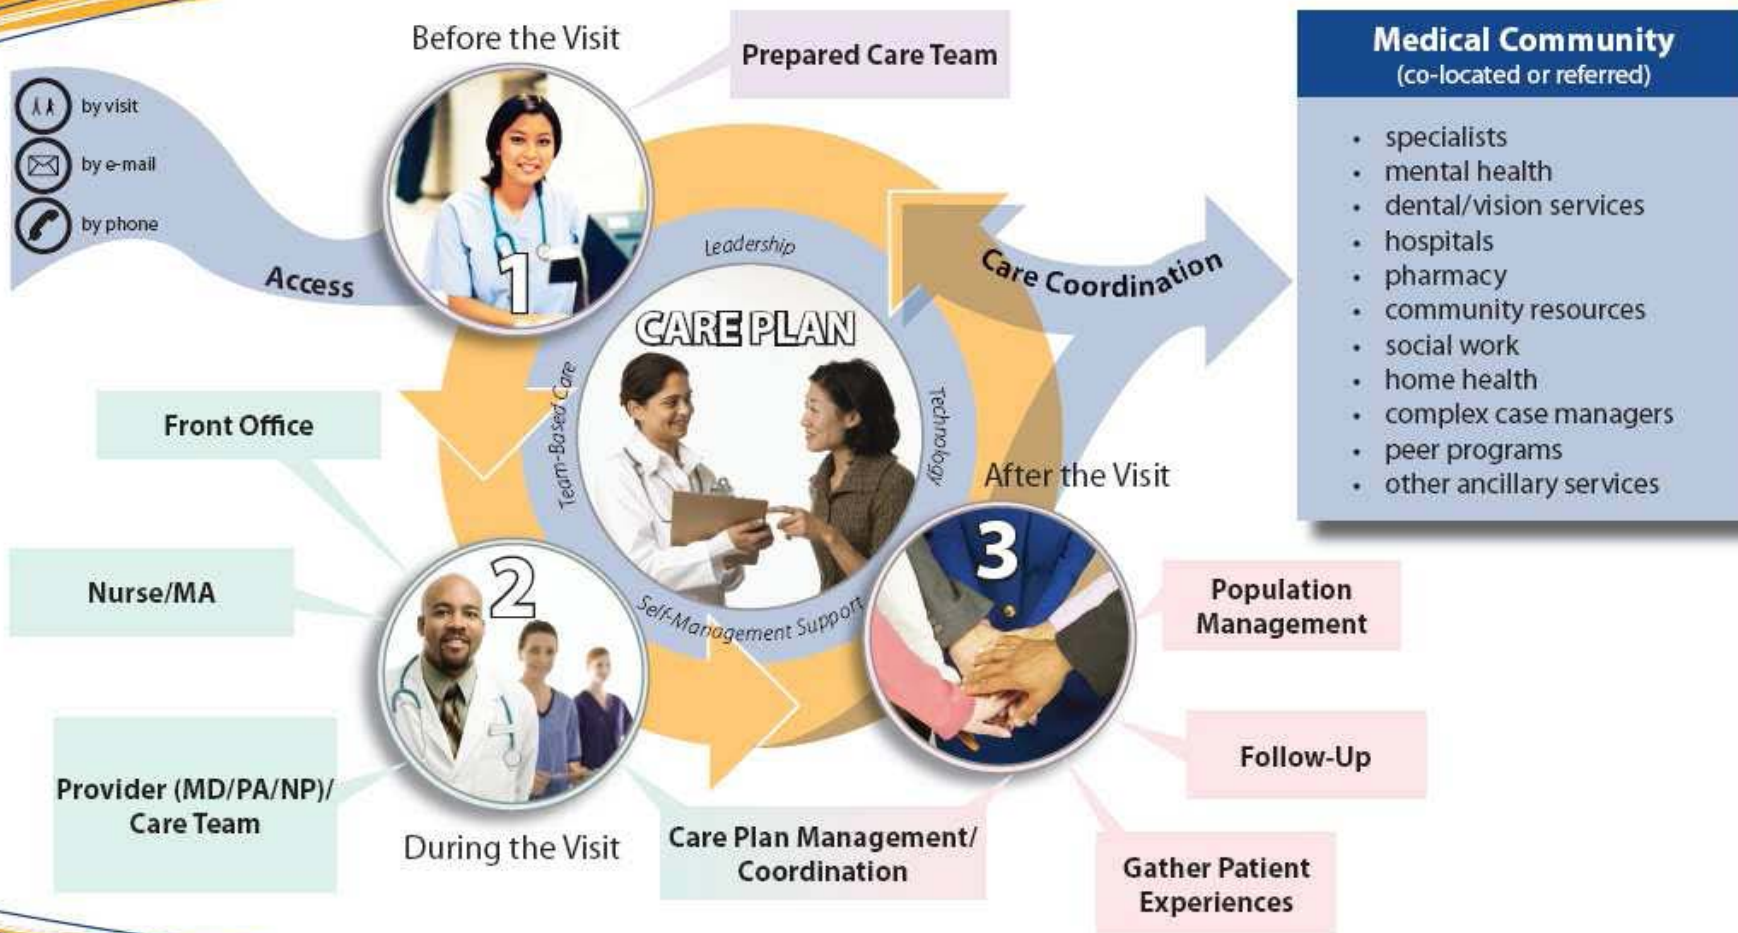 Before the Visit
Prepared Care Team
Medical Community
(co-located or referred)
by visit
by e-mail
by phone
Access
1
Leadership
CARE PLAN
Team-Based Care
Technology
Self-Management Support
Care Coordination
• specialists
• mental health
• dental/vision services
• hospitals
• pharmacy
• community resources
• social work
• home health
• complex case managers
• peer programs
• other ancillary services
Front Office
Nurse/MA
Provider (MD/PA/NP)/
Care Team
2
During the Visit
Care Plan Management/
Coordination
After the Visit
3
Population
Management
Follow-Up
Gather Patient
Experiences